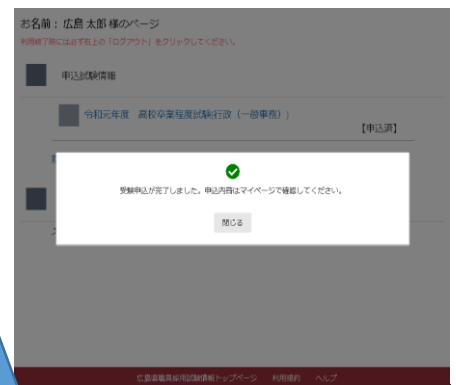 お名前： 広島 太郎 様のページ
利用終了時には必ず右上の「ログアウト」をクリックしてください。
申込試験情報
令和元年度 高校卒業程度試験(行政（一般事務）)
【申込済】
受験申込が完了しました。申込内容はマイページで確認してください。
閉じる
広島県職員採用試験情報トップページ 利用規約 ヘルプ